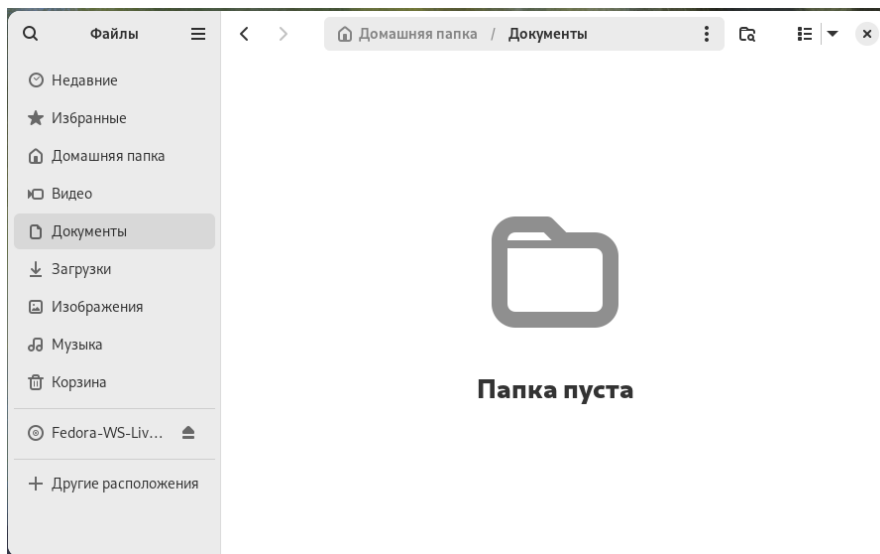 Файлы
Домашняя папка / Документы
Недавние
Избранные
Домашняя папка
Видео
Документы
Загрузки
Изображения
Музыка
Корзина
Fedora-WS-Liv...
Другие расположения
Папка пуста